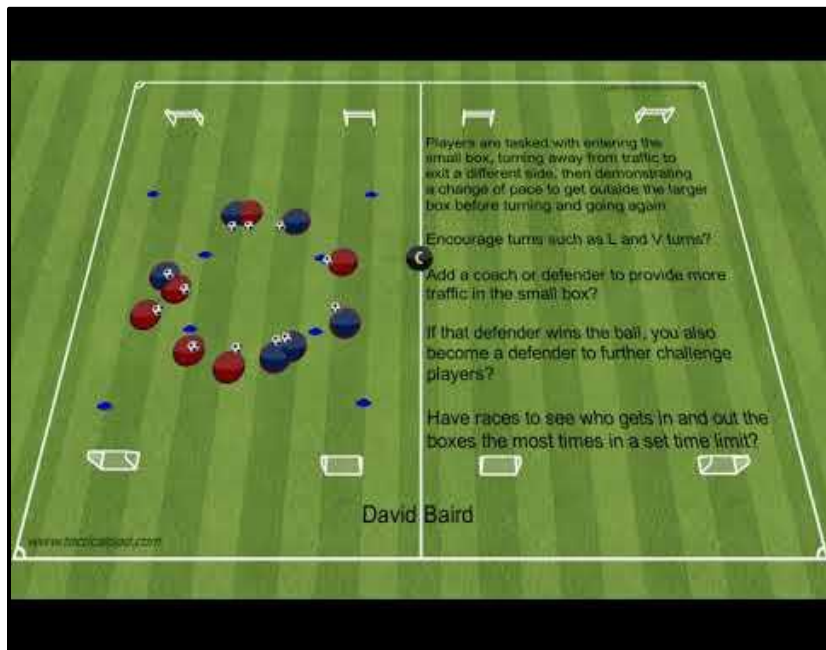 Players are tasked with entering the
small box, turning away from traffic to
exit a different side, then demonstrating
a change of pace to get outside the larger
box before turning and going again
Encourage turns such as L and V turns?
C
Add a coach or defender to provide more
traffic in the small box?
If that defender wins the ball, you also
become a defender to further challenge
players?
Have races to see who gets in and out the
boxes the most times in a set time limit?
David Baird
www.tacticalpad.com